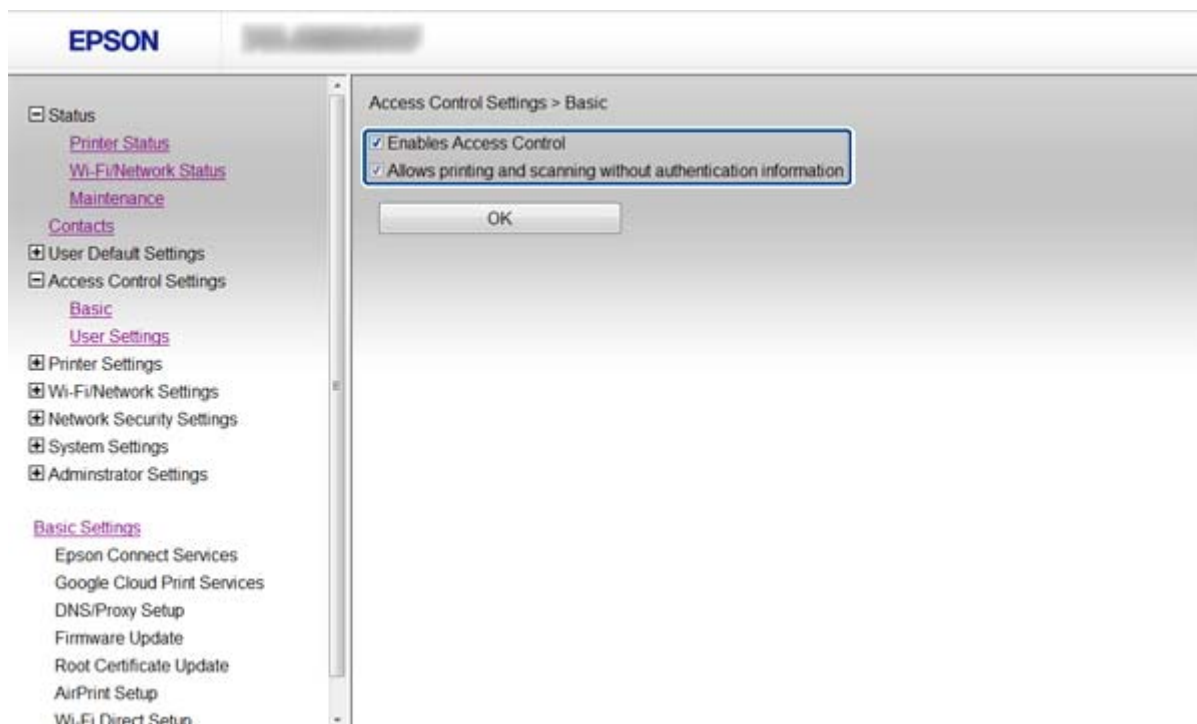 EPSON
Status
Printer Status
Wi-Fi/Network Status
Maintenance
Contacts
User Default Settings
Access Control Settings
Basic
User Settings
Printer Settings
Wi-Fi/Network Settings
Network Security Settings
System Settings
Adminstrator Settings
Basic Settings
Epson Connect Services
Google Cloud Print Services
DNS/Proxy Setup
Firmware Update
Root Certificate Update
AirPrint Setup
Wi-Fi Direct Setup
Access Control Settings > Basic
Enables Access Control
Allows printing and scanning without authentication information
OK